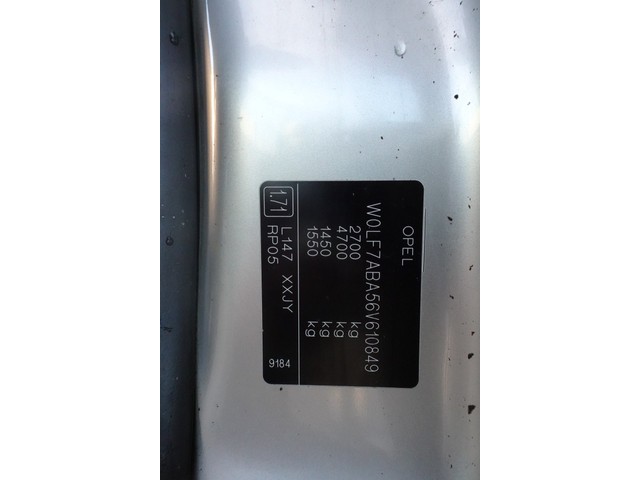 OPEL
W0LF7ABA56V610849
2700 kg
4700 kg
1450 kg
1550 kg
1.71 L147 XXJY
RP05
9184